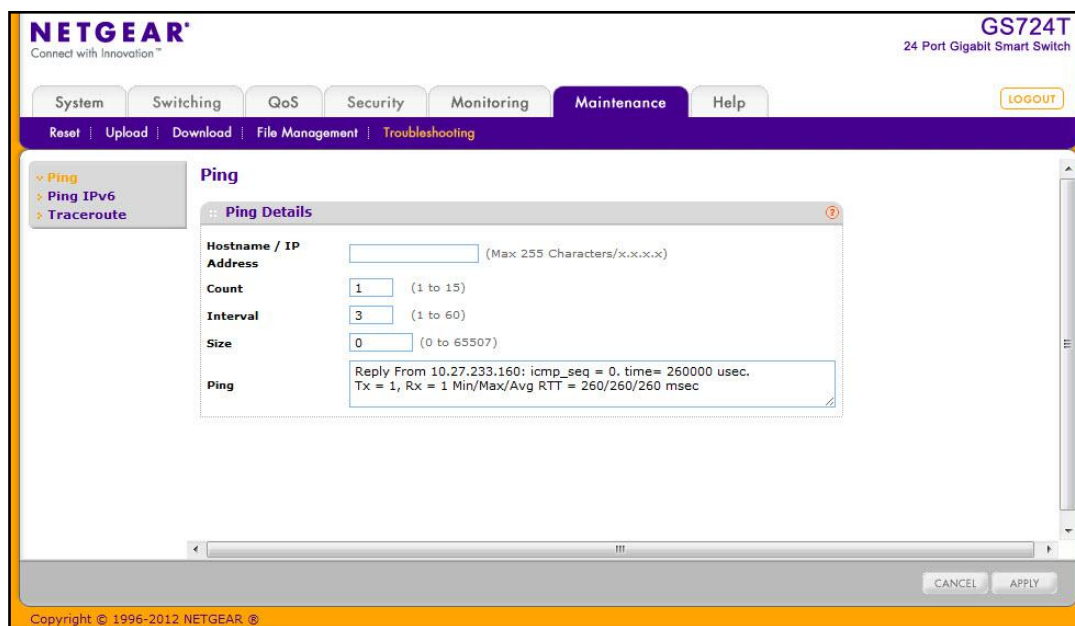 NETGEAR®
Connect with Innovation™
GS724T
24 Port Gigabit Smart Switch
System Switching QoS Security Monitoring Maintenance Help
LOGOUT
Reset | Upload | Download | File Management | Troubleshooting
Ping
Ping IPv6
Traceroute
Ping
Ping Details
?
Hostname / IP Address (Max 255 Characters/x.x.x.x)
Count 1 (1 to 15)
Interval 3 (1 to 60)
Size 0 (0 to 65507)
Ping
Reply From 10.27.233.160: icmp_seq = 0. time= 260000 usec.
Tx = 1, Rx = 1 Min/Max/Avg RTT = 260/260/260 msec
CANCEL APPLY
Copyright © 1996-2012 NETGEAR ®